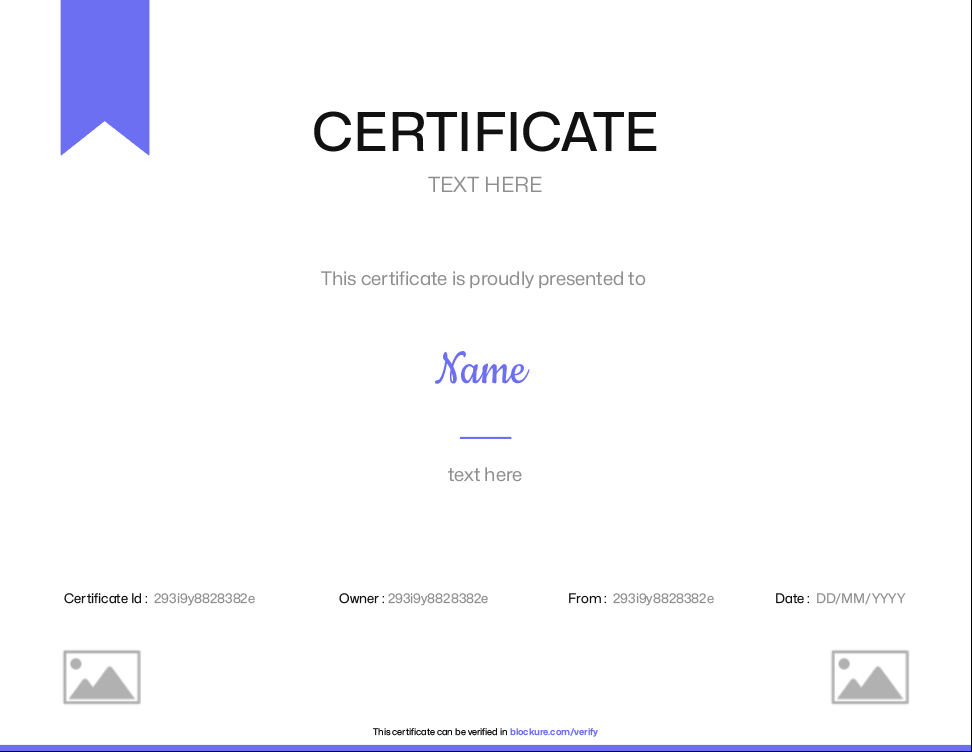 CERTIFICATE
TEXT HERE
This certificate is proudly presented to
Name
text here
Certificate Id : 293i9y8828382e Owner : 293i9y8828382e From : 293i9y8828382e Date : DD/MM/YYYY
This certificate can be verified in blockure.com/verify